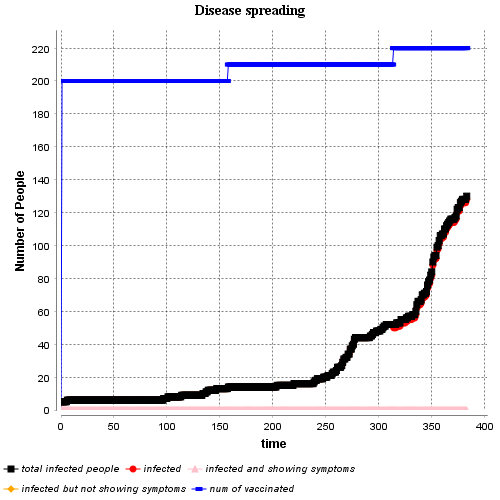 Disease spreading
Number of People
220
200
180
160
140
120
100
80
60
40
20
0
0 50 100 150 200 250 300 350 400
time
total infected people infected infected and showing symptoms
infected but not showing symptoms num of vaccinated